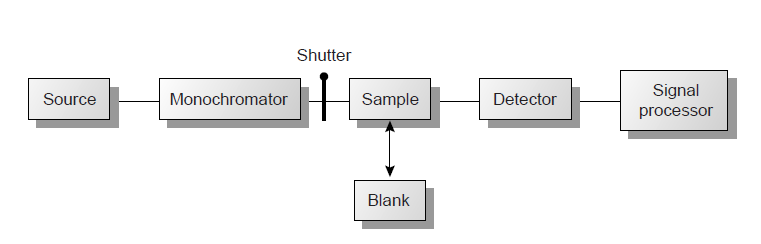 Shutter
Source
Monochromator
Sample
Detector
Signal
processor
Blank